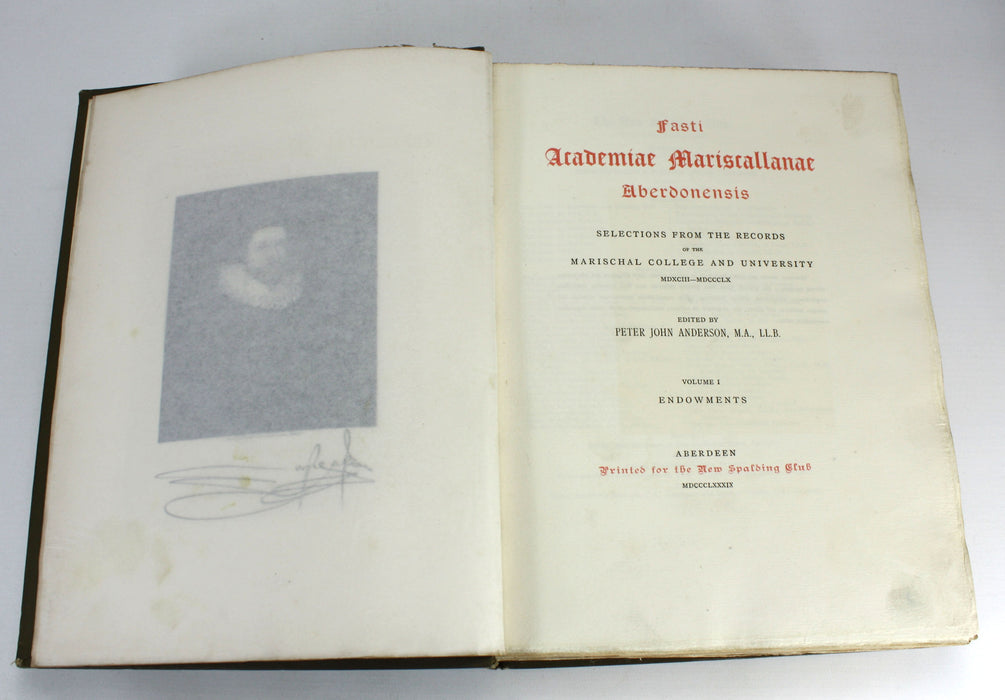 Fasti
Academiae Mariscallanae
Aberdonensis
SELECTIONS FROM THE RECORDS
OF THE
MARISCHAL COLLEGE AND UNIVERSITY
MDXCIII—MDCCCLX
EDITED BY
PETER JOHN ANDERSON, M.A., LL.B.
VOLUME I
ENDOWMENTS
ABERDEEN
Printed for the New Spalding Club
MDCCCLXXXIX